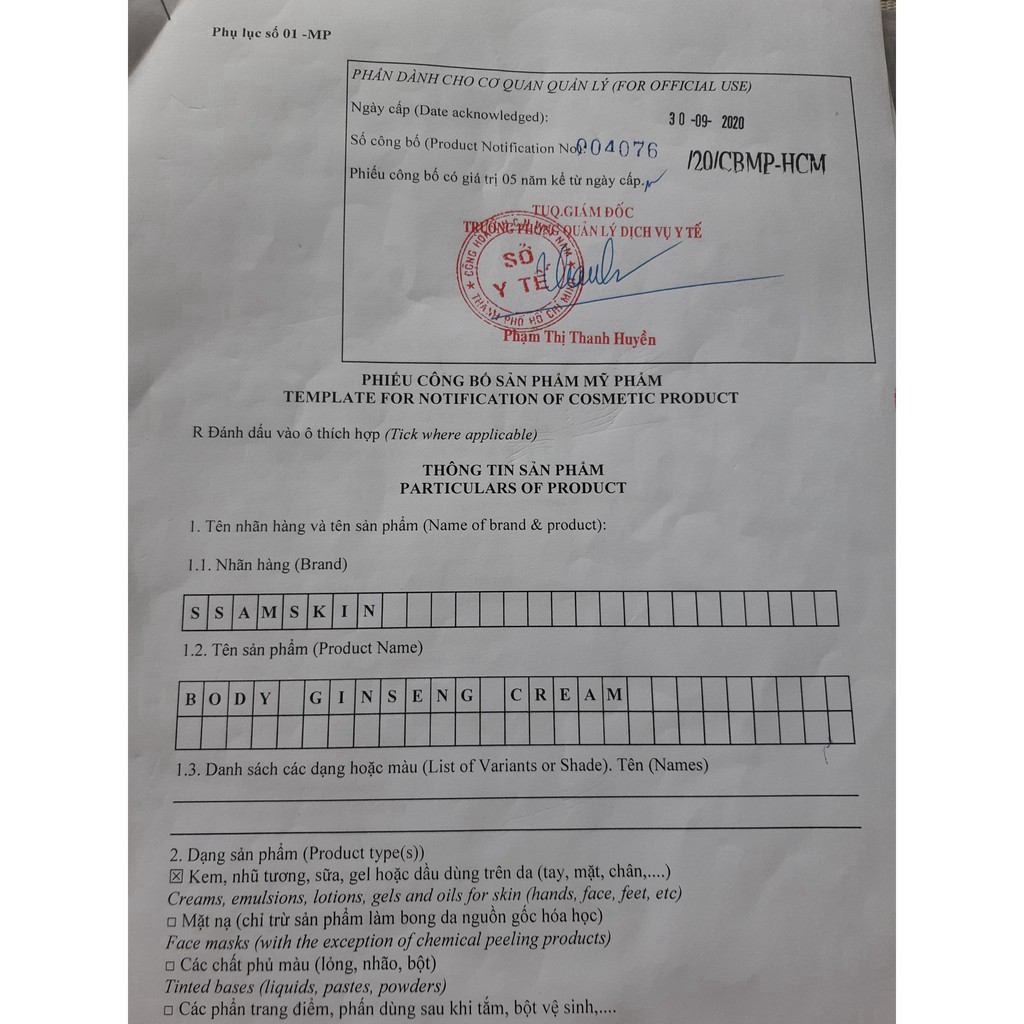 Phụ lục số 01 -MP
PHẦN DÀNH CHO CƠ QUAN QUẢN LÝ (FOR OFFICIAL USE)
Ngày cấp (Date acknowledged): 30 -09- 2020
Số công bố (Product Notification No): 004076 /20/CBMP-HCM
Phiếu công bố có giá trị 05 năm kể từ ngày cấp.
TUQ.GIÁM ĐỐC
TRƯỞNG PHÒNG QUẢN LÝ DỊCH VỤ Y TẾ
SỞ
Y TẾ
THÀNH PHỐ HỒ CHÍ MINH
Phạm Thị Thanh Huyền
PHIẾU CÔNG BỐ SẢN PHẨM MỸ PHẨM
TEMPLATE FOR NOTIFICATION OF COSMETIC PRODUCT
R Đánh dấu vào ô thích hợp (Tick where applicable)
THÔNG TIN SẢN PHẨM
PARTICULARS OF PRODUCT
1. Tên nhãn hàng và tên sản phẩm (Name of brand & product):
1.1. Nhãn hàng (Brand)
SSAMSKIN
1.2. Tên sản phẩm (Product Name)
BODY GINSENG CREAM
1.3. Danh sách các dạng hoặc màu (List of Variants or Shade). Tên (Names)
2. Dạng sản phẩm (Product type(s))
☒ Kem, nhũ tương, sữa, gel hoặc dầu dùng trên da (tay, mặt, chân,....)
Creams, emulsions, lotions, gels and oils for skin (hands, face, feet, etc)
□ Mặt nạ (chỉ trừ sản phẩm làm bong da nguồn gốc hóa học)
Face masks (with the exception of chemical peeling products)
□ Các chất phủ màu (lỏng, nhão, bột)
Tinted bases (liquids, pastes, powders)
□ Các phần trang điểm, phấn dùng sau khi tắm, bột vệ sinh,....